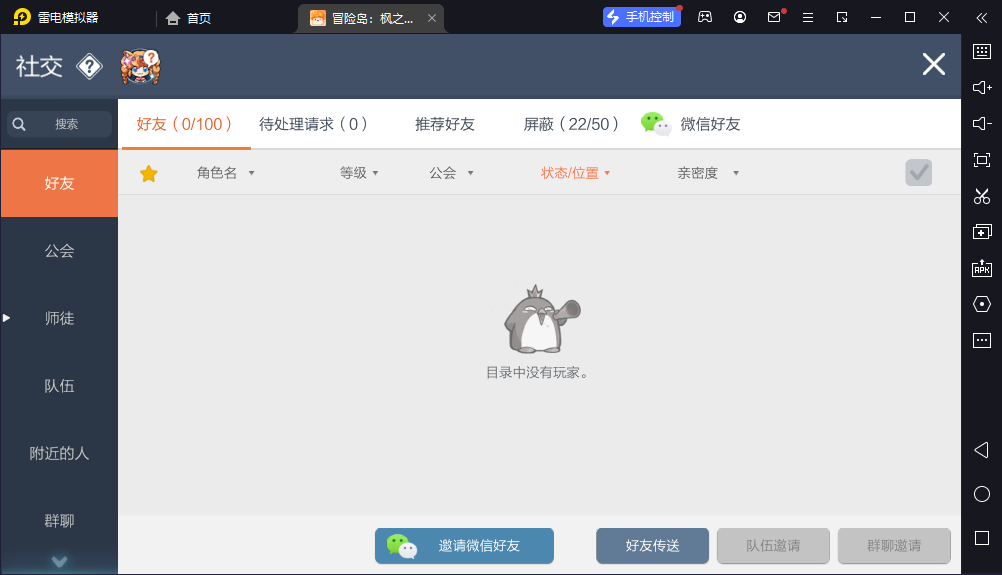 雷电模拟器
首页
冒险岛：枫之...
手机控制
社交
搜索
好友（0/100）
待处理请求（0）
推荐好友
屏蔽（22/50）
微信好友
角色名
等级
公会
状态/位置
亲密度
好友
公会
师徒
队伍
附近的人
群聊
目录中没有玩家。
邀请微信好友
好友传送
队伍邀请
群聊邀请
APK